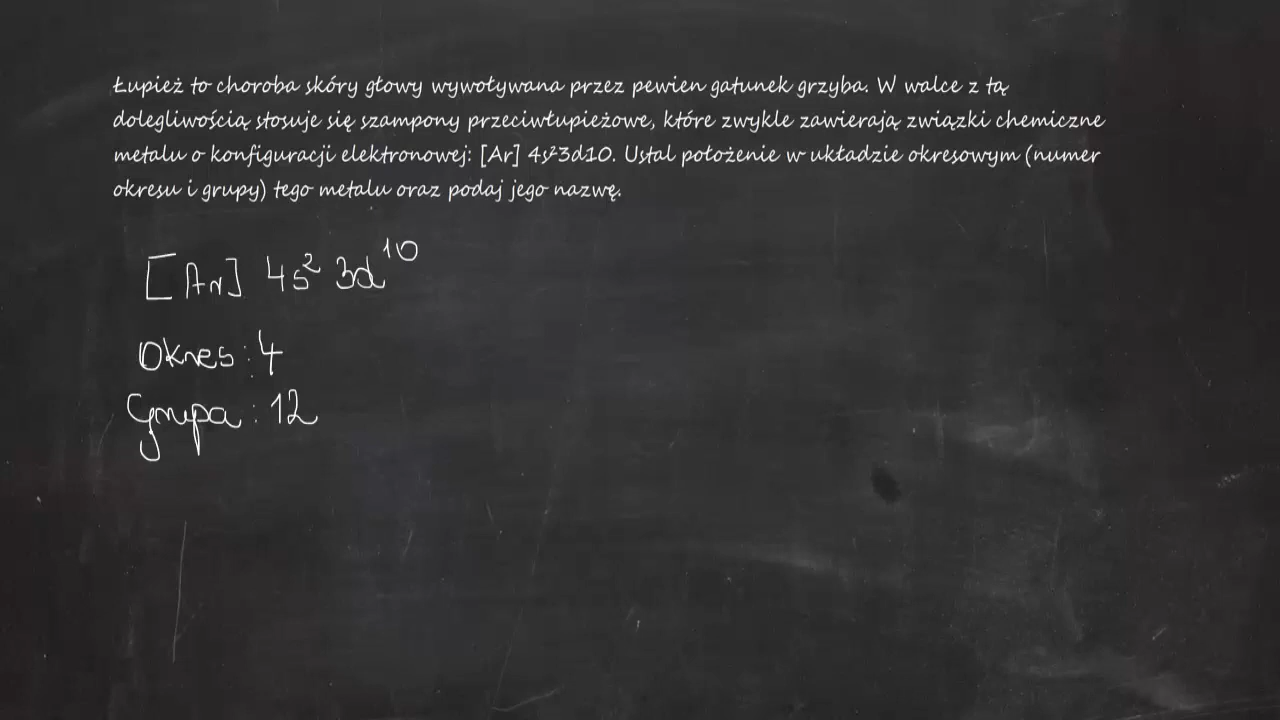 Łupież to choroba skóry głowy wywoływana przez pewien gatunek grzyba. W walce z tą
dolegliwością stosuje się szampony przeciwłupieżowe, które zwykle zawierają związki chemiczne
metalu o konfiguracji elektronowej: [Ar] 4s²3d10. Ustal położenie w układzie okresowym (numer
okresu i grupy) tego metalu oraz podaj jego nazwę.
[Ar] 4s² 3d¹⁰
Okres: 4
Grupa: 12